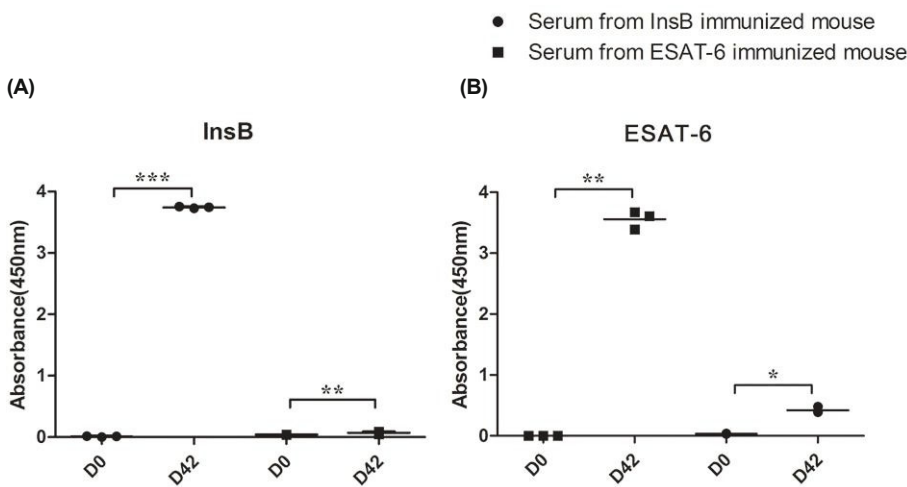 Serum from InsB immunized mouse
Serum from ESAT-6 immunized mouse
(A)
(B)
InsB
Absorbance(450nm)
4
3
2
1
0
***
**
D0
D42
D0
D42
ESAT-6
Absorbance(450nm)
4
3
2
1
0
**
*
D0
D42
D0
D42